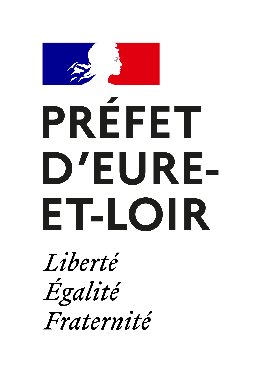 PRÉFET
D'EURE-
ET-LOIR
Liberté
Égalité
Fraternité